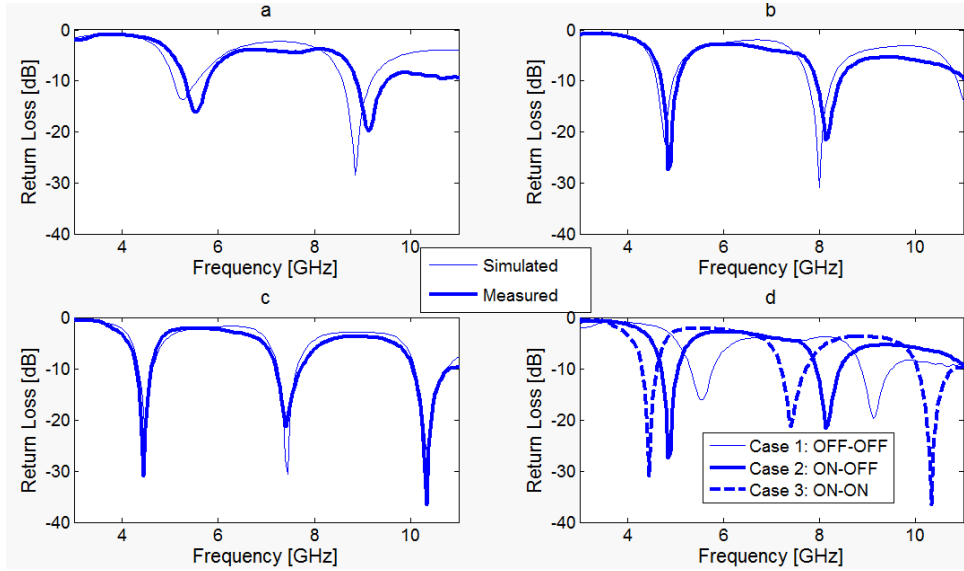 a
0
-10
-20
-30
-40
Return Loss [dB]
4
6
8
10
Frequency [GHz]
b
0
-10
-20
-30
-40
Return Loss [dB]
4
6
8
10
Frequency [GHz]
Simulated
Measured
c
0
-10
-20
-30
-40
Return Loss [dB]
4
6
8
10
Frequency [GHz]
d
0
-10
-20
-30
-40
Return Loss [dB]
4
6
8
10
Frequency [GHz]
Case 1: OFF-OFF
Case 2: ON-OFF
Case 3: ON-ON